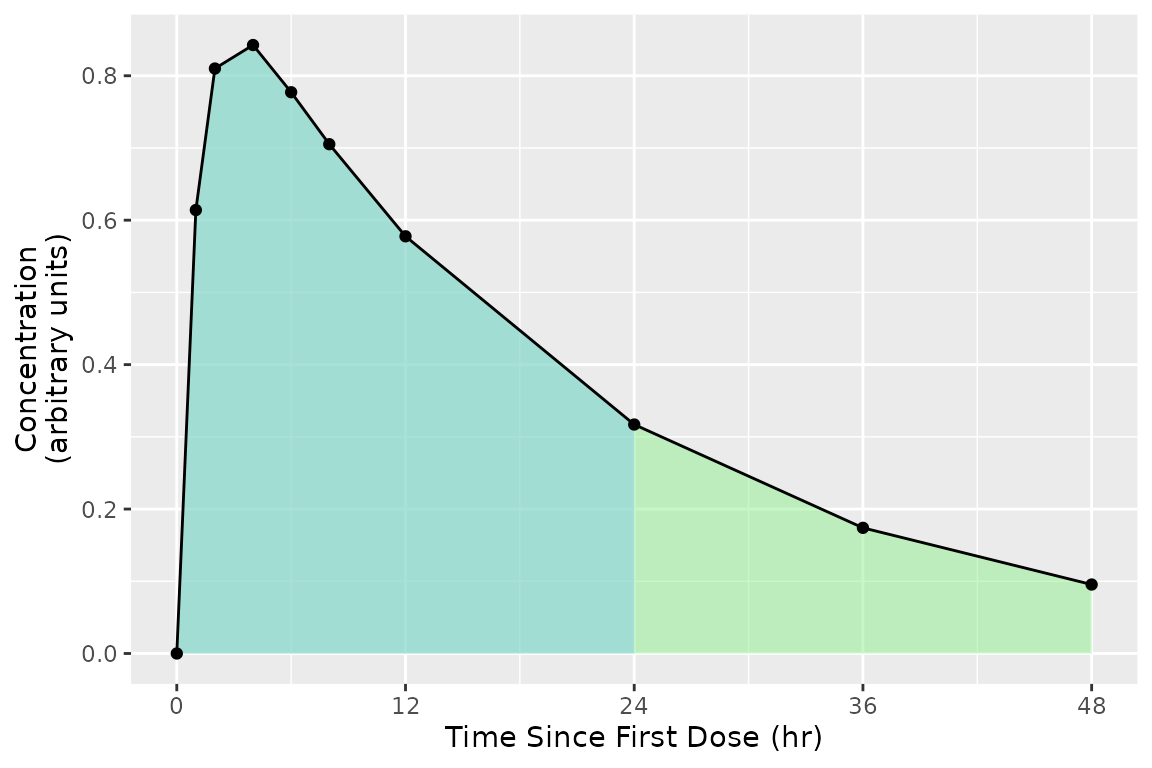 Concentration
(arbitrary units)
0.8
0.6
0.4
0.2
0.0
0 12 24 36 48
Time Since First Dose (hr)